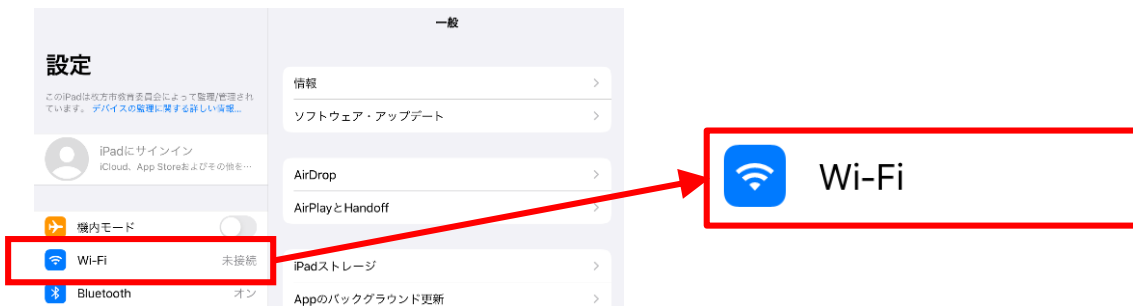 設定
このiPadは枚方市教育委員会によって監理/管理され
ています。デバイスの監理に関する詳しい情報...
iPadにサインイン
iCloud、App Storeおよびその他を…
機内モード
Wi-Fi 未接続
Bluetooth オン
一般
情報
ソフトウェア・アップデート
AirDrop
AirPlayとHandoff
iPadストレージ
Appのバックグラウンド更新
Wi-Fi